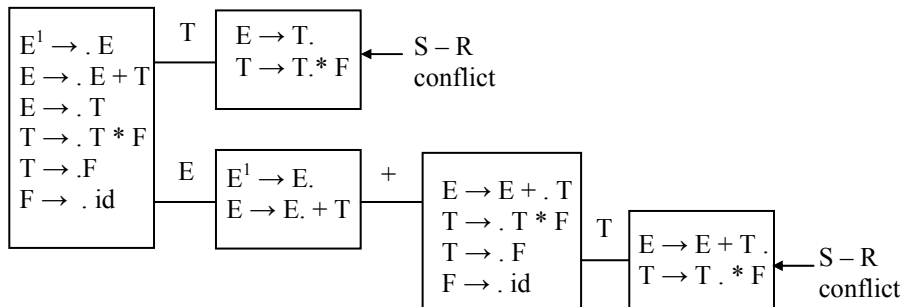 E¹ → . E
E → . E + T
E → . T
T → . T * F
T → .F
F → . id
T
E → T.
T → T.* F
S – R
conflict
E
E¹ → E.
E → E. + T
+
E → E + . T
T → . T * F
T → . F
F → . id
T
E → E + T .
T → T . * F
S – R
conflict